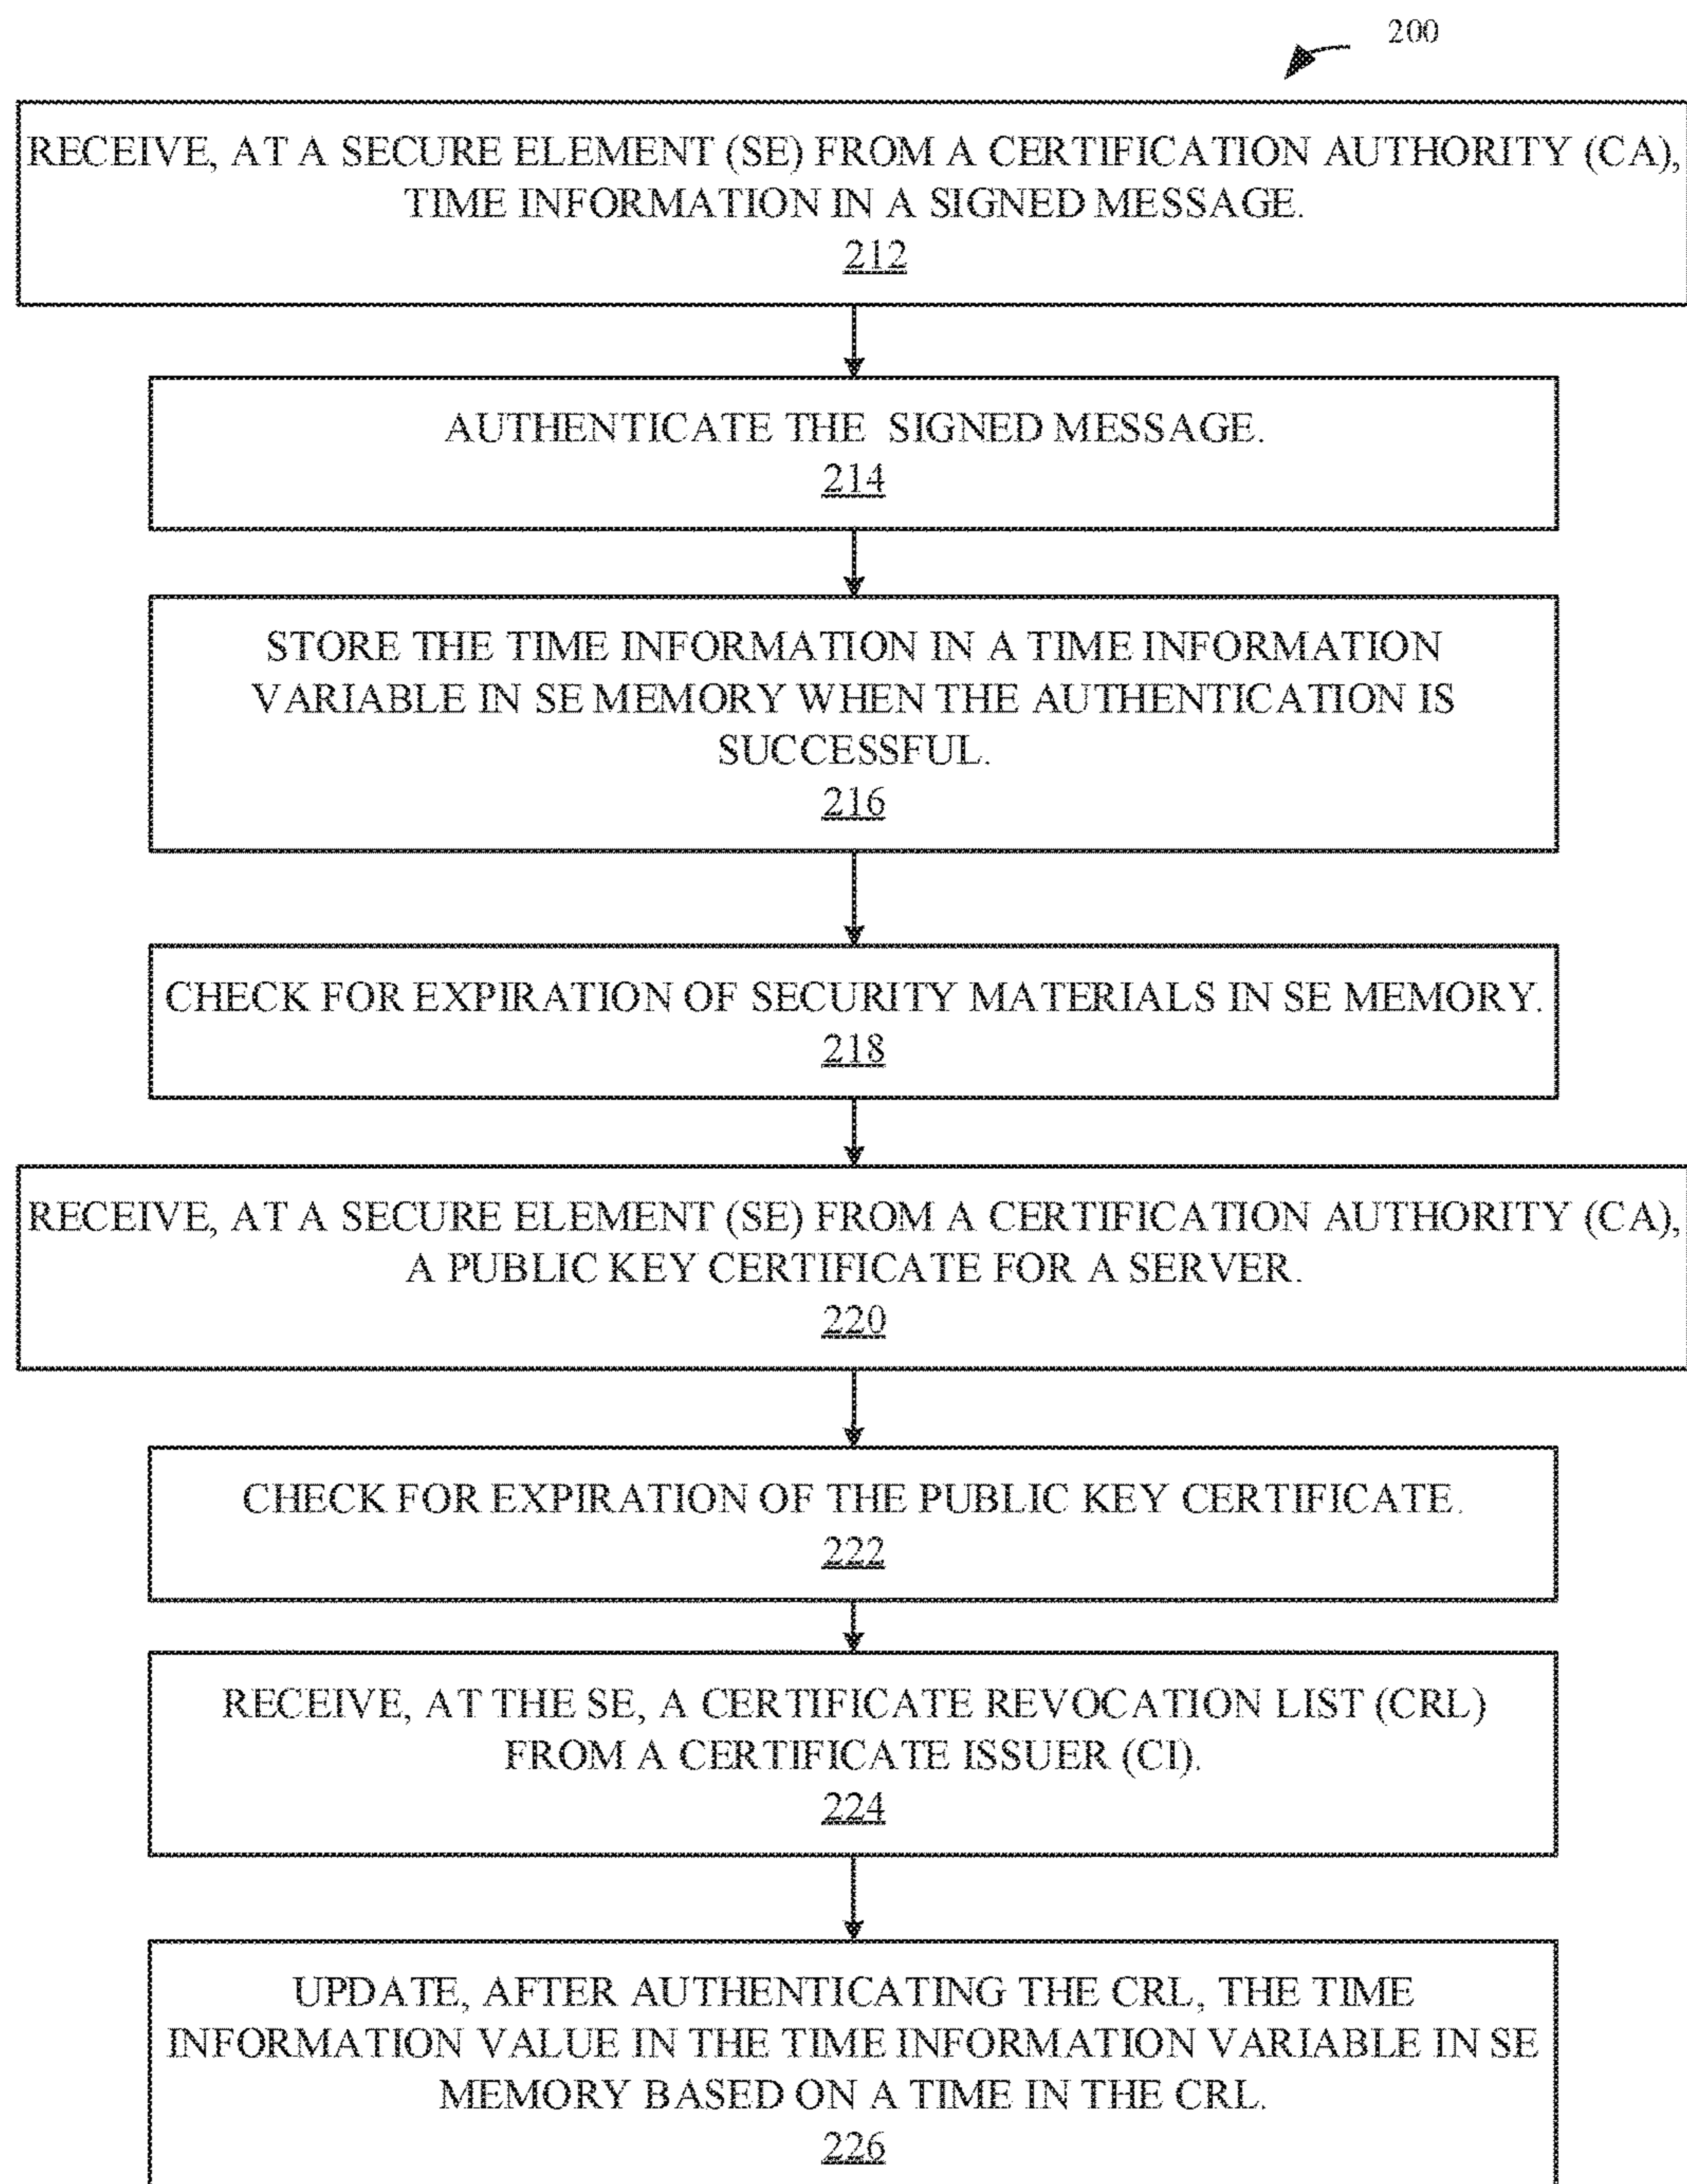 200
RECEIVE, AT A SECURE ELEMENT (SE) FROM A CERTIFICATION AUTHORITY (CA),
TIME INFORMATION IN A SIGNED MESSAGE.
212
AUTHENTICATE THE SIGNED MESSAGE.
214
STORE THE TIME INFORMATION IN A TIME INFORMATION
VARIABLE IN SE MEMORY WHEN THE AUTHENTICATION IS
SUCCESSFUL.
216
CHECK FOR EXPIRATION OF SECURITY MATERIALS IN SE MEMORY.
218
RECEIVE, AT A SECURE ELEMENT (SE) FROM A CERTIFICATION AUTHORITY (CA),
A PUBLIC KEY CERTIFICATE FOR A SERVER.
220
CHECK FOR EXPIRATION OF THE PUBLIC KEY CERTIFICATE.
222
RECEIVE, AT THE SE, A CERTIFICATE REVOCATION LIST (CRL)
FROM A CERTIFICATE ISSUER (CI).
224
UPDATE, AFTER AUTHENTICATING THE CRL, THE TIME
INFORMATION VALUE IN THE TIME INFORMATION VARIABLE IN SE
MEMORY BASED ON A TIME IN THE CRL.
226